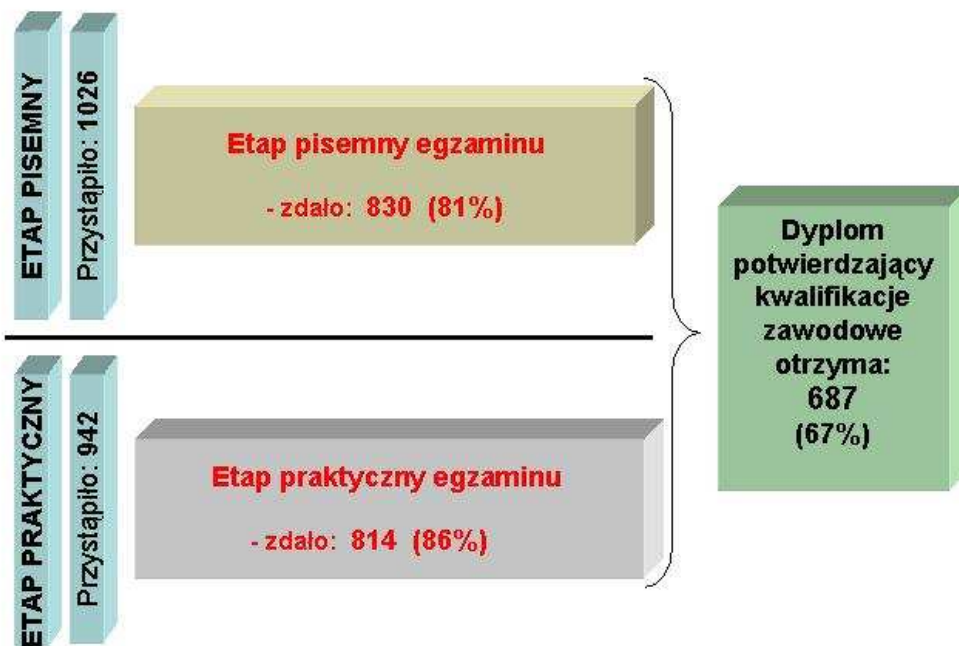 ETAP PISEMNY
Przystąpiło: 1026
Etap pisemny egzaminu
- zdało: 830 (81%)
ETAP PRAKTYCZNY
Przystąpiło: 942
Etap praktyczny egzaminu
- zdało: 814 (86%)
Dyplom
potwierdzający
kwalifikacje
zawodowe
otrzyma:
687
(67%)